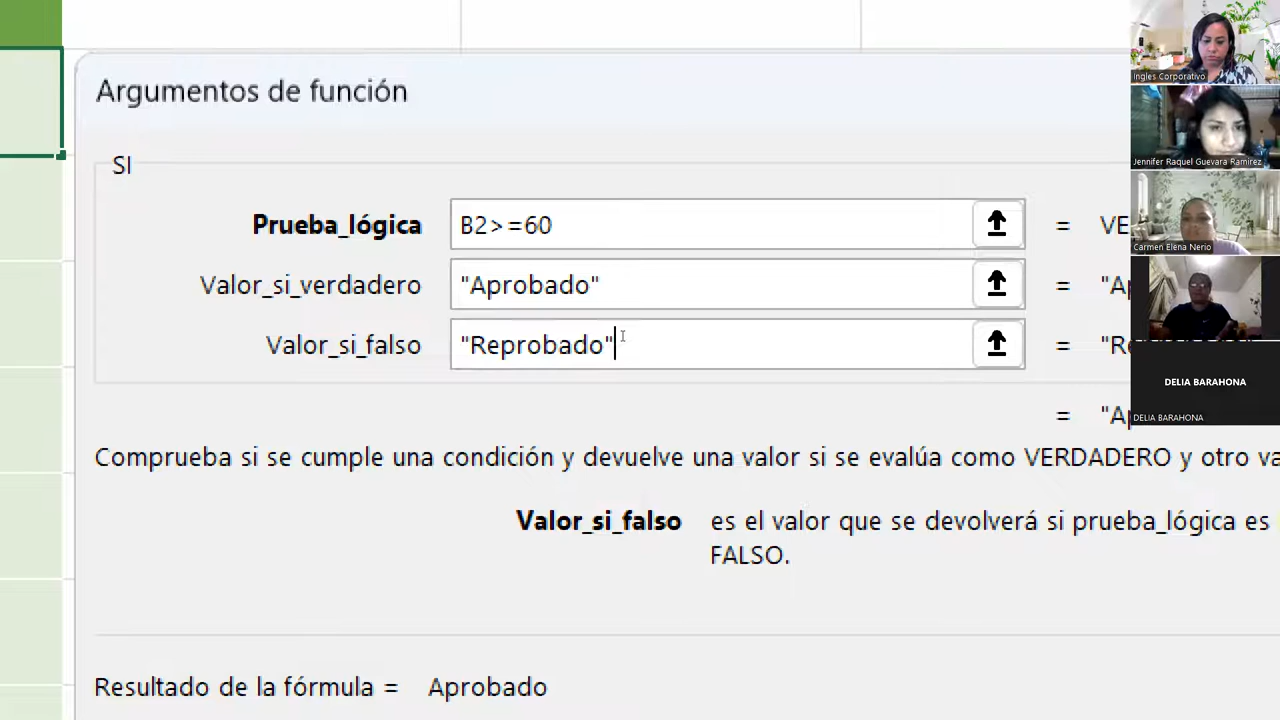 Argumentos de función
SI
Prueba_lógica B2>=60 = VE
Valor_si_verdadero "Aprobado" = "Ap
Valor_si_falso "Reprobado" = "Re
= "Ap
Comprueba si se cumple una condición y devuelve una valor si se evalúa como VERDADERO y otro va
Valor_si_falso es el valor que se devolverá si prueba_lógica es
FALSO.
Resultado de la fórmula = Aprobado
Ingles Corporativo
Jennifer Raquel Guevara Ramirez
Carmen Elena Nerio
DELIA BARAHONA
DELIA BARAHONA